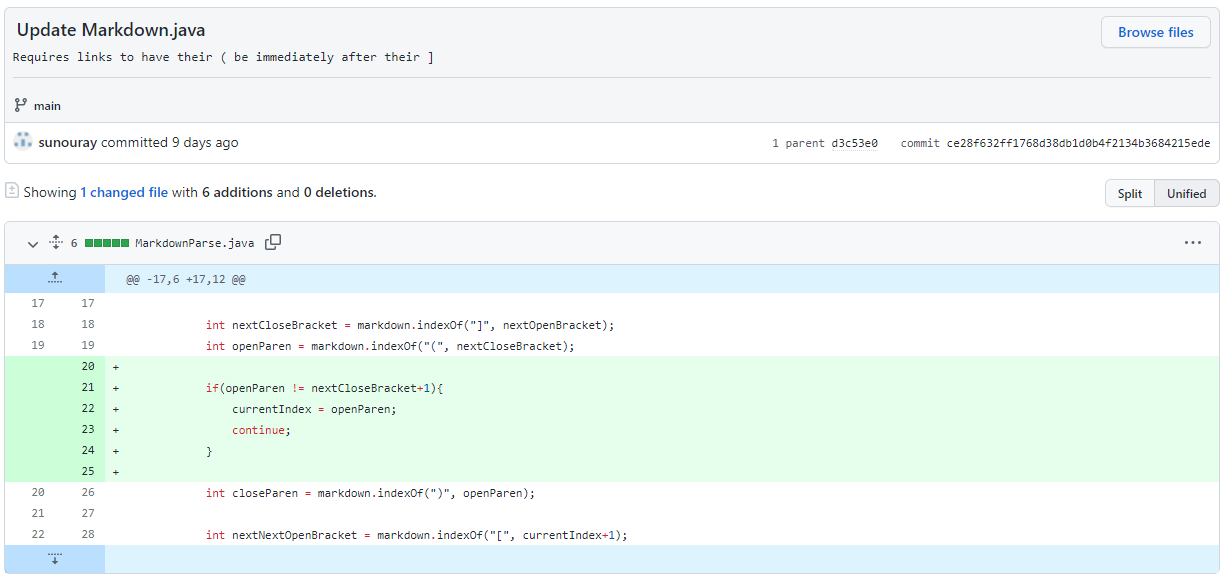 Update Markdown.java
Browse files
Requires links to have their ( be immediately after their ]
main
sunouray committed 9 days ago
1 parent d3c53e0 commit ce28f632ff1768d38db1d0b4f2134b3684215ede
Showing 1 changed file with 6 additions and 0 deletions.
Split Unified
6 MarkdownParse.java
@@ -17,6 +17,12 @@
17 17
18 18 int nextCloseBracket = markdown.indexOf("]", nextOpenBracket);
19 19 int openParen = markdown.indexOf("(", nextCloseBracket);
20 +
21 + if(openParen != nextCloseBracket+1){
22 + currentIndex = openParen;
23 + continue;
24 + }
25 +
20 26 int closeParen = markdown.indexOf(")", openParen);
21 27
22 28 int nextNextOpenBracket = markdown.indexOf("[", currentIndex+1);